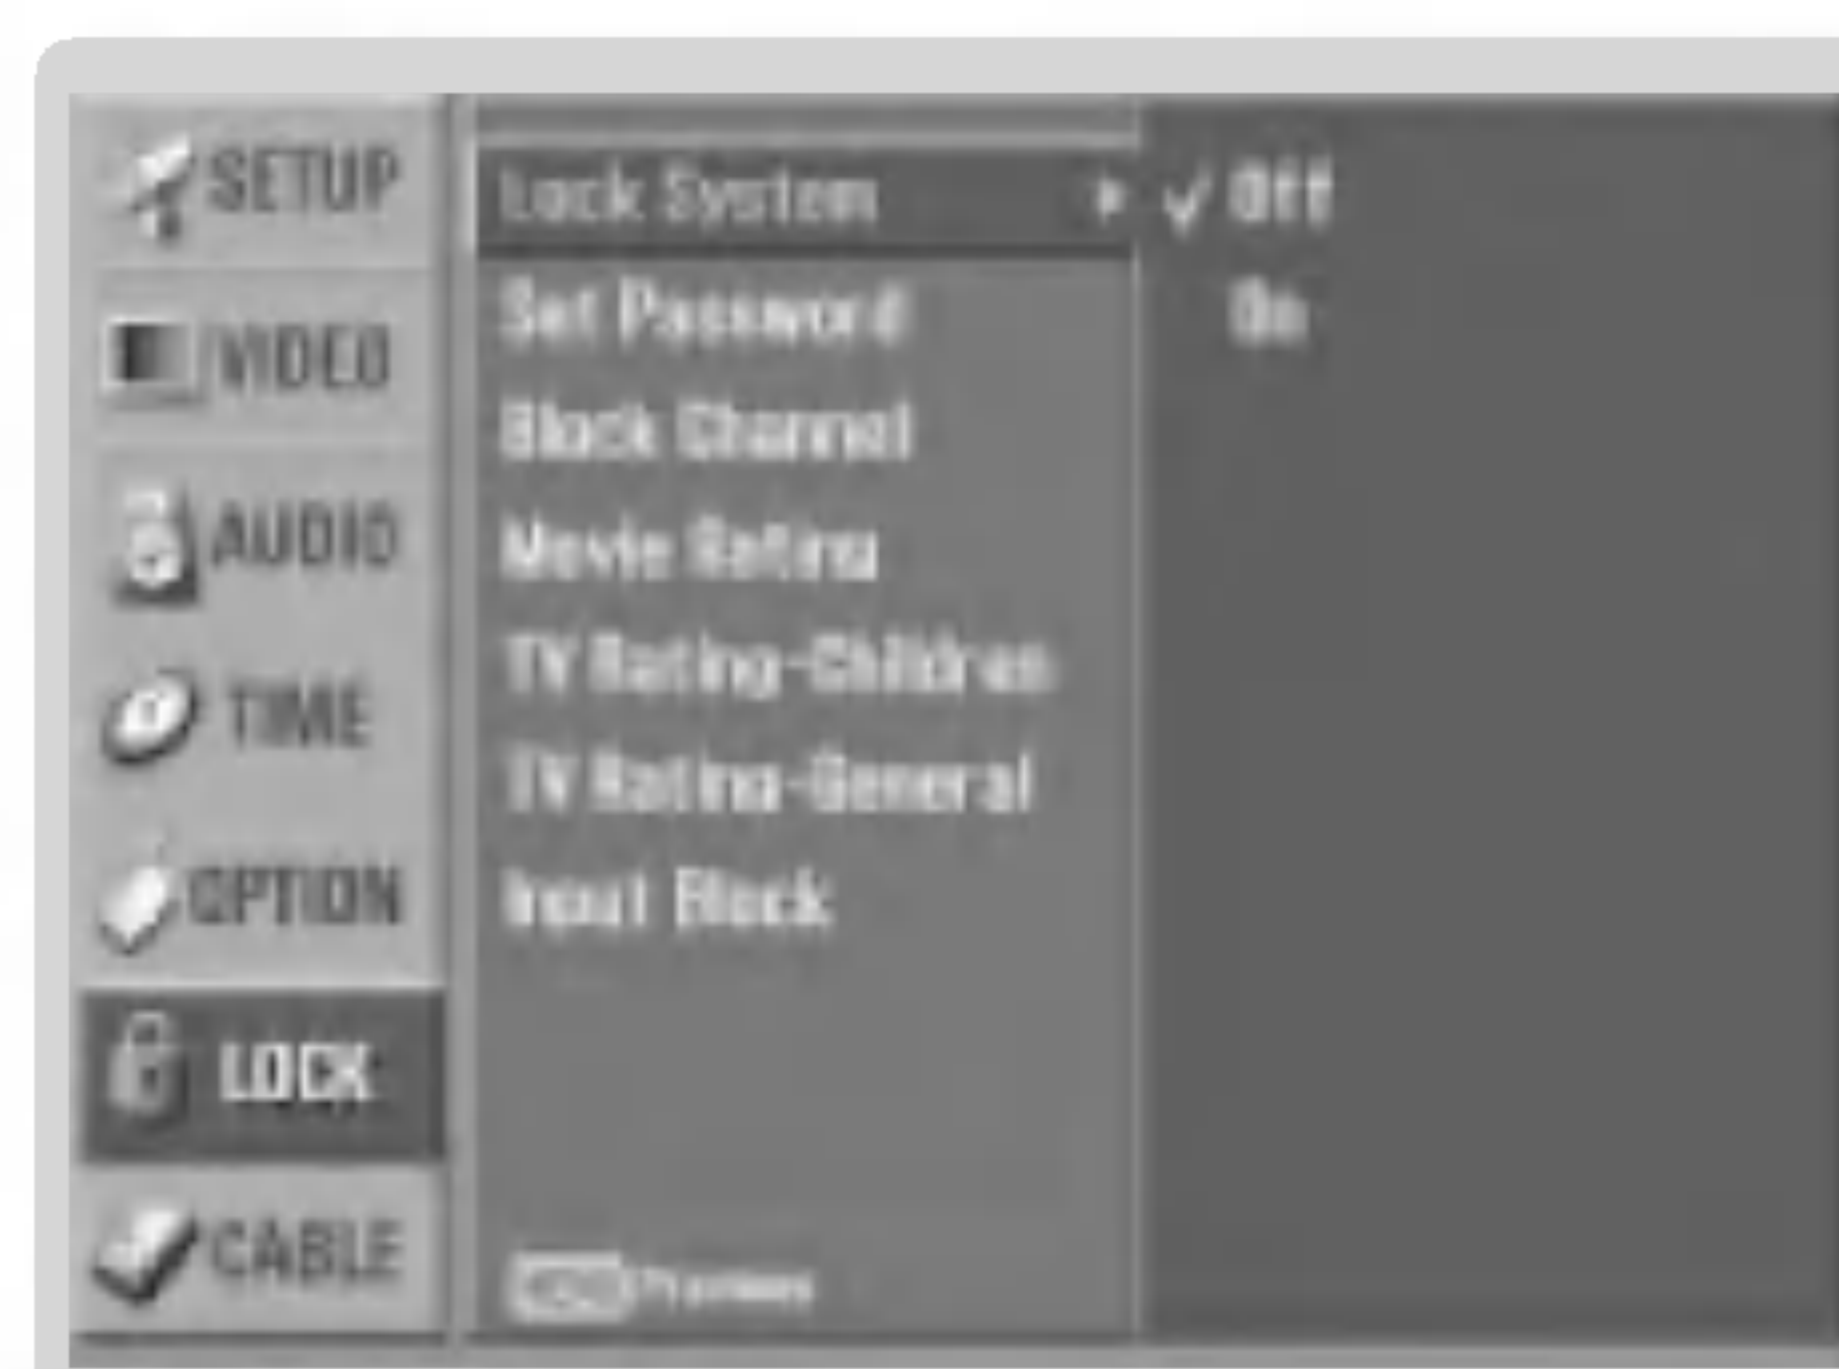 SETUP
VIDEO
AUDIO
TIME
OPTION
LOCK
CABLE
Lock System
Set Password
Block Channel
Movie Rating
TV Rating-Children
TV Rating-General
Input Block
Previous
Off
On